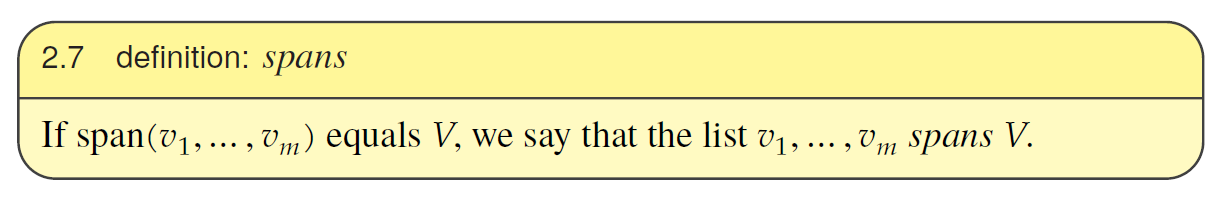 2.7 definition: spans
If span(v₁, … , vₘ) equals V, we say that the list v₁, … , vₘ spans V.